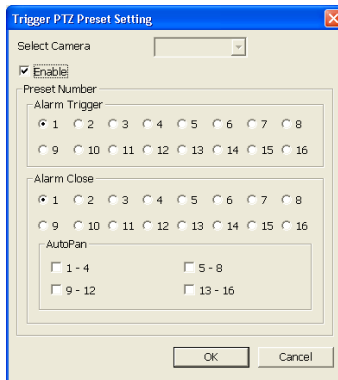 Trigger PTZ Preset Setting
Select Camera
Enable
Preset Number
Alarm Trigger
1 2 3 4 5 6 7 8
9 10 11 12 13 14 15 16
Alarm Close
1 2 3 4 5 6 7 8
9 10 11 12 13 14 15 16
AutoPan
1 - 4 5 - 8
9 - 12 13 - 16
OK Cancel